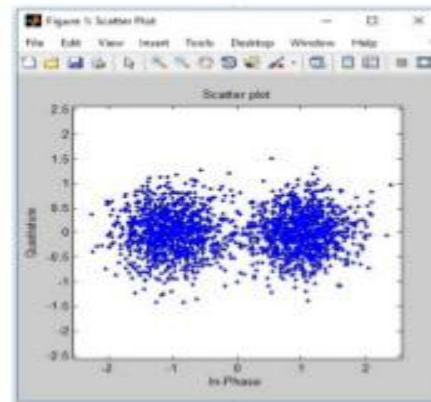 Figure 1: Scatter Plot
File Edit View Insert Tools Desktop Window Help
Scatter plot
2.5
2
1.5
1
0.5
0
-0.5
-1
-1.5
-2
-2.5
Quadrature
-2 -1 0 1 2
In-Phase